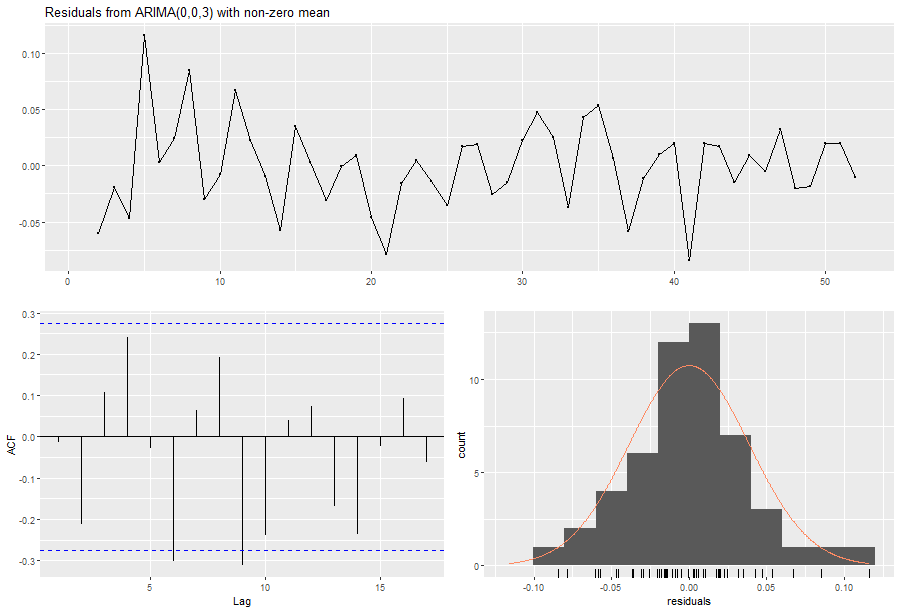 Residuals from ARIMA(0,0,3) with non-zero mean
0.10
0.05
0.00
-0.05
0 10 20 30 40 50
0.3
0.2
0.1
0.0
-0.1
-0.2
-0.3
ACF
5 10 15
Lag
10
5
0
count
-0.10 -0.05 0.00 0.05 0.10
residuals